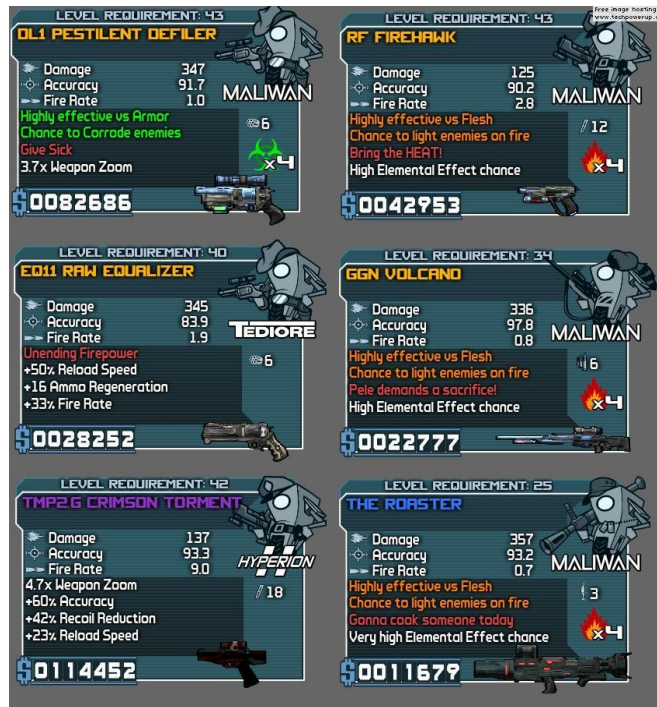 Free image hosting
www.techpowerup.c
LEVEL REQUIREMENT: 43
DL1 PESTILENT DEFILER
Damage 347
Accuracy 91.7
Fire Rate 1.0
MALIWAN
Highly effective vs Armor
Chance to Corrode enemies
Give Sick
3.7x Weapon Zoom
6
x4
$0082686
LEVEL REQUIREMENT: 43
RF FIREHAWK
Damage 125
Accuracy 90.2
Fire Rate 2.8
MALIWAN
Highly effective vs Flesh
Chance to light enemies on fire
Bring the HEAT!
High Elemental Effect chance
12
x4
$0042953
LEVEL REQUIREMENT: 40
EQ11 RAW EQUALIZER
Damage 345
Accuracy 83.9
Fire Rate 1.9
TEDIORE
Unending Firepower
+50% Reload Speed
+16 Ammo Regeneration
+33% Fire Rate
6
$0028252
LEVEL REQUIREMENT: 34
GGN VOLCANO
Damage 336
Accuracy 97.8
Fire Rate 0.8
MALIWAN
Highly effective vs Flesh
Chance to light enemies on fire
Pele demands a sacrifice!
High Elemental Effect chance
6
x4
$0022777
LEVEL REQUIREMENT: 42
TMP2.G CRIMSON TORMENT
Damage 137
Accuracy 93.3
Fire Rate 9.0
HYPERION
4.7x Weapon Zoom
+60% Accuracy
+42% Recoil Reduction
+23% Reload Speed
18
$0114452
LEVEL REQUIREMENT: 25
THE ROASTER
Damage 357
Accuracy 93.2
Fire Rate 0.7
MALIWAN
Highly effective vs Flesh
Chance to light enemies on fire
Gonna cook someone today
Very high Elemental Effect chance
3
x4
$0011679